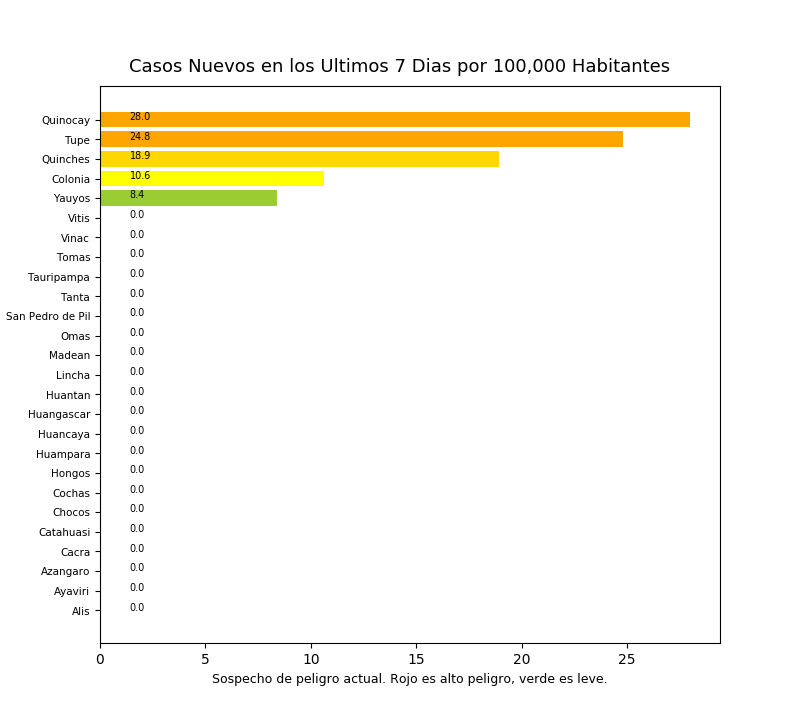 Casos Nuevos en los Ultimos 7 Dias por 100,000 Habitantes
Quinocay 28.0
Tupe 24.8
Quinches 18.9
Colonia 10.6
Yauyos 8.4
Vitis 0.0
Vinac 0.0
Tomas 0.0
Tauripampa 0.0
Tanta 0.0
San Pedro de Pil 0.0
Omas 0.0
Madean 0.0
Lincha 0.0
Huantan 0.0
Huangascar 0.0
Huancaya 0.0
Huampara 0.0
Hongos 0.0
Cochas 0.0
Chocos 0.0
Catahuasi 0.0
Cacra 0.0
Azangaro 0.0
Ayaviri 0.0
Alis 0.0
0 5 10 15 20 25
Sospecho de peligro actual. Rojo es alto peligro, verde es leve.